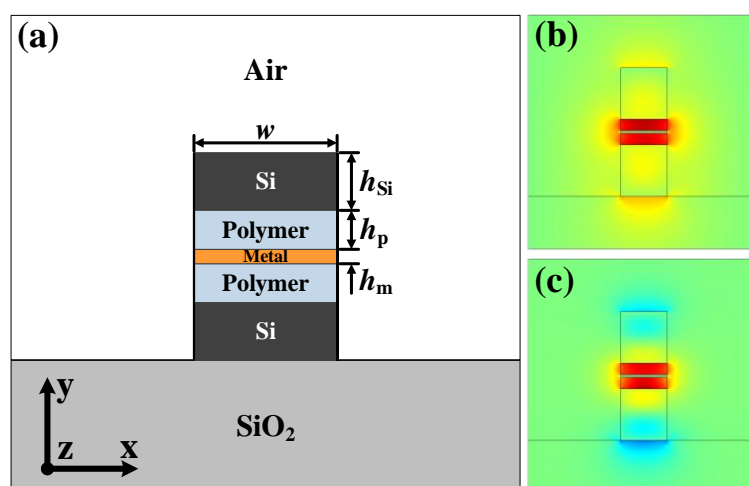 (a)
Air
w
Si
hSi
Polymer
hp
Metal
hm
Polymer
Si
y
z
x
SiO2
(b)
(c)